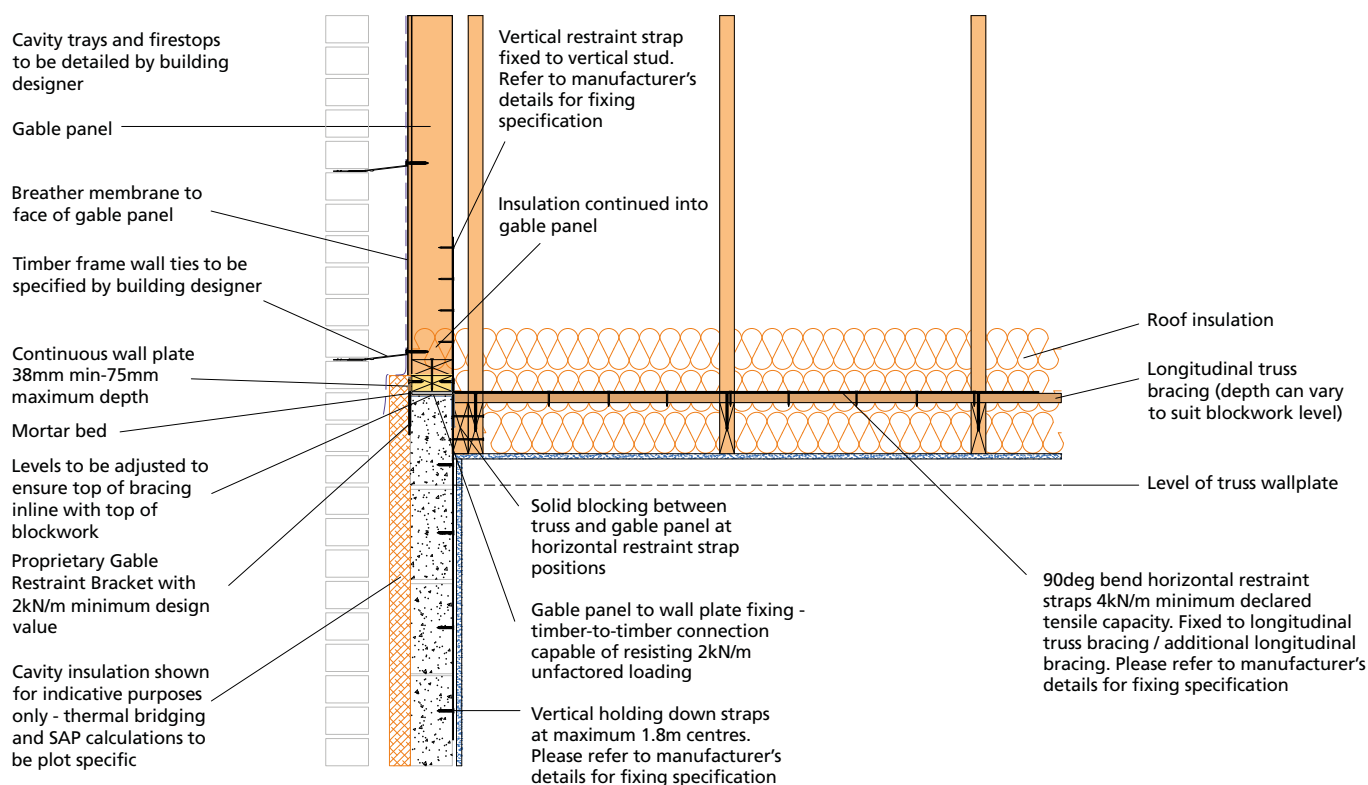 Cavity trays and firestops
to be detailed by building
designer
Gable panel
Breather membrane to
face of gable panel
Timber frame wall ties to be
specified by building designer
Continuous wall plate
38mm min-75mm
maximum depth
Mortar bed
Levels to be adjusted to
ensure top of bracing
inline with top of
blockwork
Proprietary Gable
Restraint Bracket with
2kN/m minimum design
value
Cavity insulation shown
for indicative purposes
only - thermal bridging
and SAP calculations to
be plot specific
Vertical restraint strap
fixed to vertical stud.
Refer to manufacturer's
details for fixing
specification
Insulation continued into
gable panel
Solid blocking between
truss and gable panel at
horizontal restraint strap
positions
Gable panel to wall plate fixing -
timber-to-timber connection
capable of resisting 2kN/m
unfactored loading
Vertical holding down straps
at maximum 1.8m centres.
Please refer to manufacturer's
details for fixing specification
Roof insulation
Longitudinal truss
bracing (depth can vary
to suit blockwork level)
Level of truss wallplate
90deg bend horizontal restraint
straps 4kN/m minimum declared
tensile capacity. Fixed to longitudinal
truss bracing / additional longitudinal
bracing. Please refer to manufacturer's
details for fixing specification